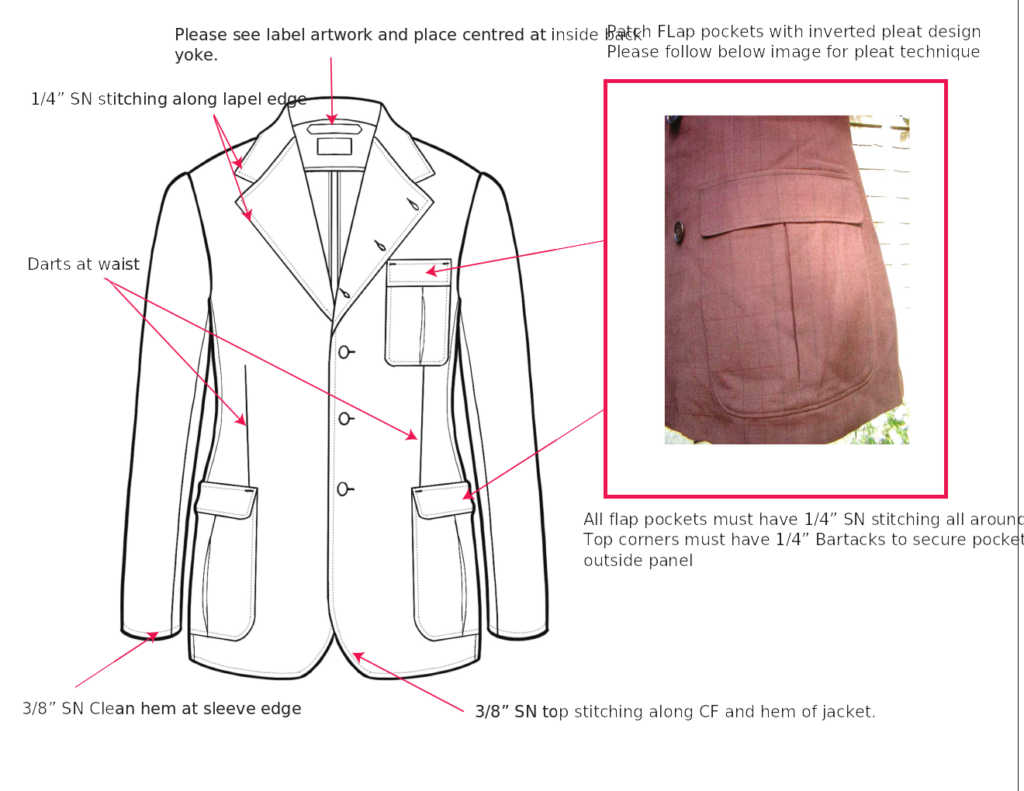 Please see label artwork and place centred at inside back
yoke.
Patch FLap pockets with inverted pleat design
Please follow below image for pleat technique
1/4” SN stitching along lapel edge
Darts at waist
All flap pockets must have 1/4” SN stitching all around
Top corners must have 1/4” Bartacks to secure pocket
outside panel
3/8” SN Clean hem at sleeve edge
3/8” SN top stitching along CF and hem of jacket.